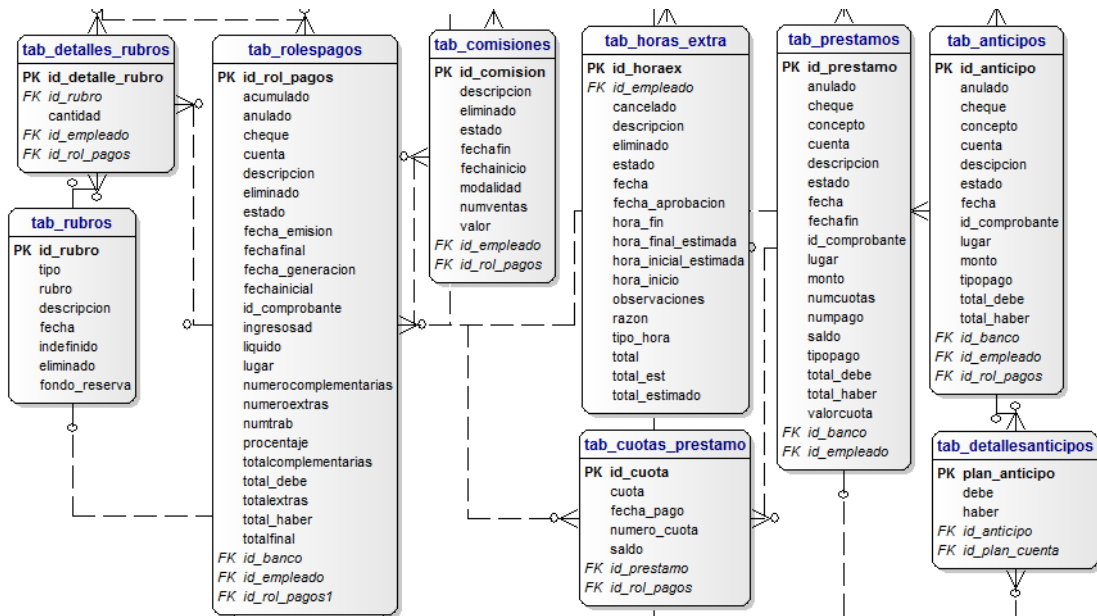 tab_detalles_rubros
PK id_detalle_rubro
FK id_rubro
cantidad
FK id_empleado
FK id_rol_pagos
tab_rubros
PK id_rubro
tipo
rubro
descripcion
fecha
indefinido
eliminado
fondo_reserva
tab_rolespagos
PK id_rol_pagos
acumulado
anulado
cheque
cuenta
descripcion
eliminado
estado
fecha_emision
fechafinal
fecha_generacion
fechainicial
id_comprobante
ingresosad
liquido
lugar
numerocomplementarias
numeroextras
numtrab
procentaje
totalcomplementarias
total_debe
totalextras
total_haber
totalfinal
FK id_banco
FK id_empleado
FK id_rol_pagos1
tab_comisiones
PK id_comision
descripcion
eliminado
estado
fechafin
fechainicio
modalidad
numventas
valor
FK id_empleado
FK id_rol_pagos
tab_horas_extra
PK id_horaex
FK id_empleado
cancelado
descripcion
eliminado
estado
fecha
fecha_aprobacion
hora_fin
hora_final_estimada
hora_inicial_estimada
hora_inicio
observaciones
razon
tipo_hora
total
total_est
total_estimado
tab_cuotas_prestamo
PK id_cuota
cuota
fecha_pago
numero_cuota
saldo
FK id_prestamo
FK id_rol_pagos
tab_prestamos
PK id_prestamo
anulado
cheque
concepto
cuenta
descripcion
estado
fecha
fechafin
id_comprobante
lugar
monto
numcuotas
numpago
saldo
tipopago
total_debe
total_haber
valorcuota
FK id_banco
FK id_empleado
tab_anticipos
PK id_anticipo
anulado
cheque
concepto
cuenta
descipcion
estado
fecha
id_comprobante
lugar
monto
tipopago
total_debe
total_haber
FK id_banco
FK id_empleado
FK id_rol_pagos
tab_detallesanticipos
PK plan_anticipo
debe
haber
FK id_anticipo
FK id_plan_cuenta